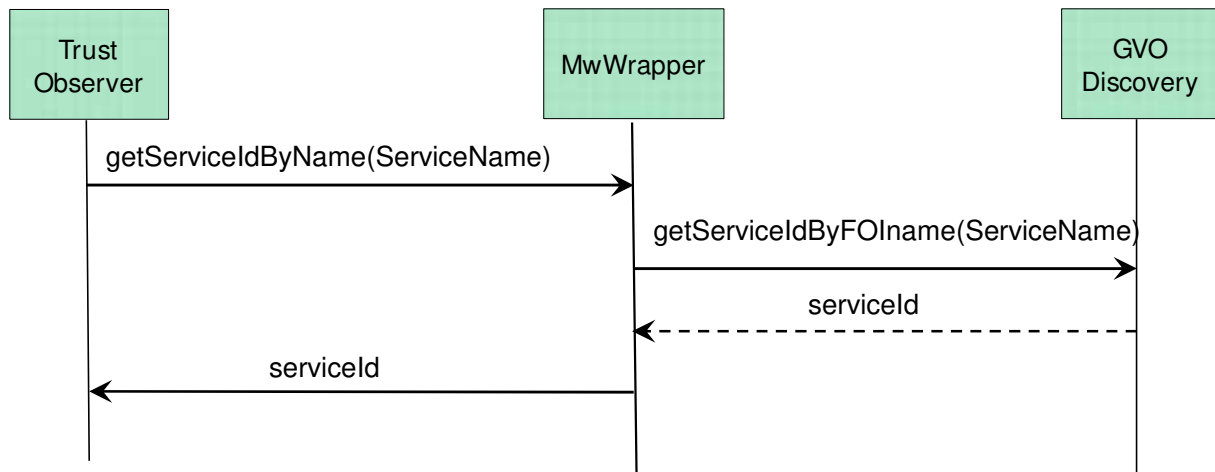 Trust
Observer
MwWrapper
GVO
Discovery
getServiceIdByName(ServiceName)
getServiceIdByFOIname(ServiceName)
serviceId
serviceId